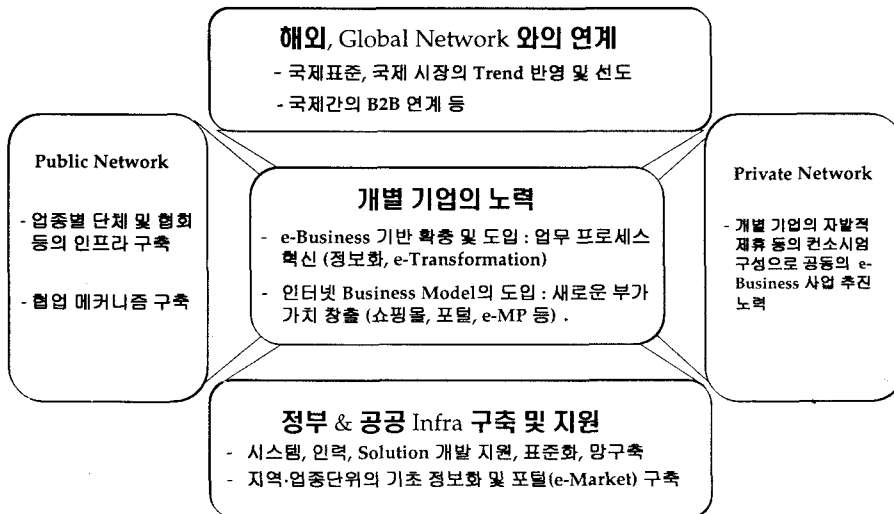 해외, Global Network 와의 연계
- 국제표준, 국제 시장의 Trend 반영 및 선도
- 국제간의 B2B 연계 등
Public Network
- 업종별 단체 및 협회
등의 인프라 구축
- 협업 메커니즘 구축
개별 기업의 노력
- e-Business 기반 확충 및 도입 : 업무 프로세스
혁신 (정보화, e-Transformation)
- 인터넷 Business Model의 도입 : 새로운 부가
가치 창출 (쇼핑몰, 포털, e-MP 등) .
Private Network
- 개별 기업의 자발적
제휴 등의 컨소시엄
구성으로 공동의 e-
Business 사업 추진
노력
정부 & 공공 Infra 구축 및 지원
- 시스템, 인력, Solution 개발 지원, 표준화, 망구축
- 지역·업종단위의 기초 정보화 및 포털(e-Market) 구축